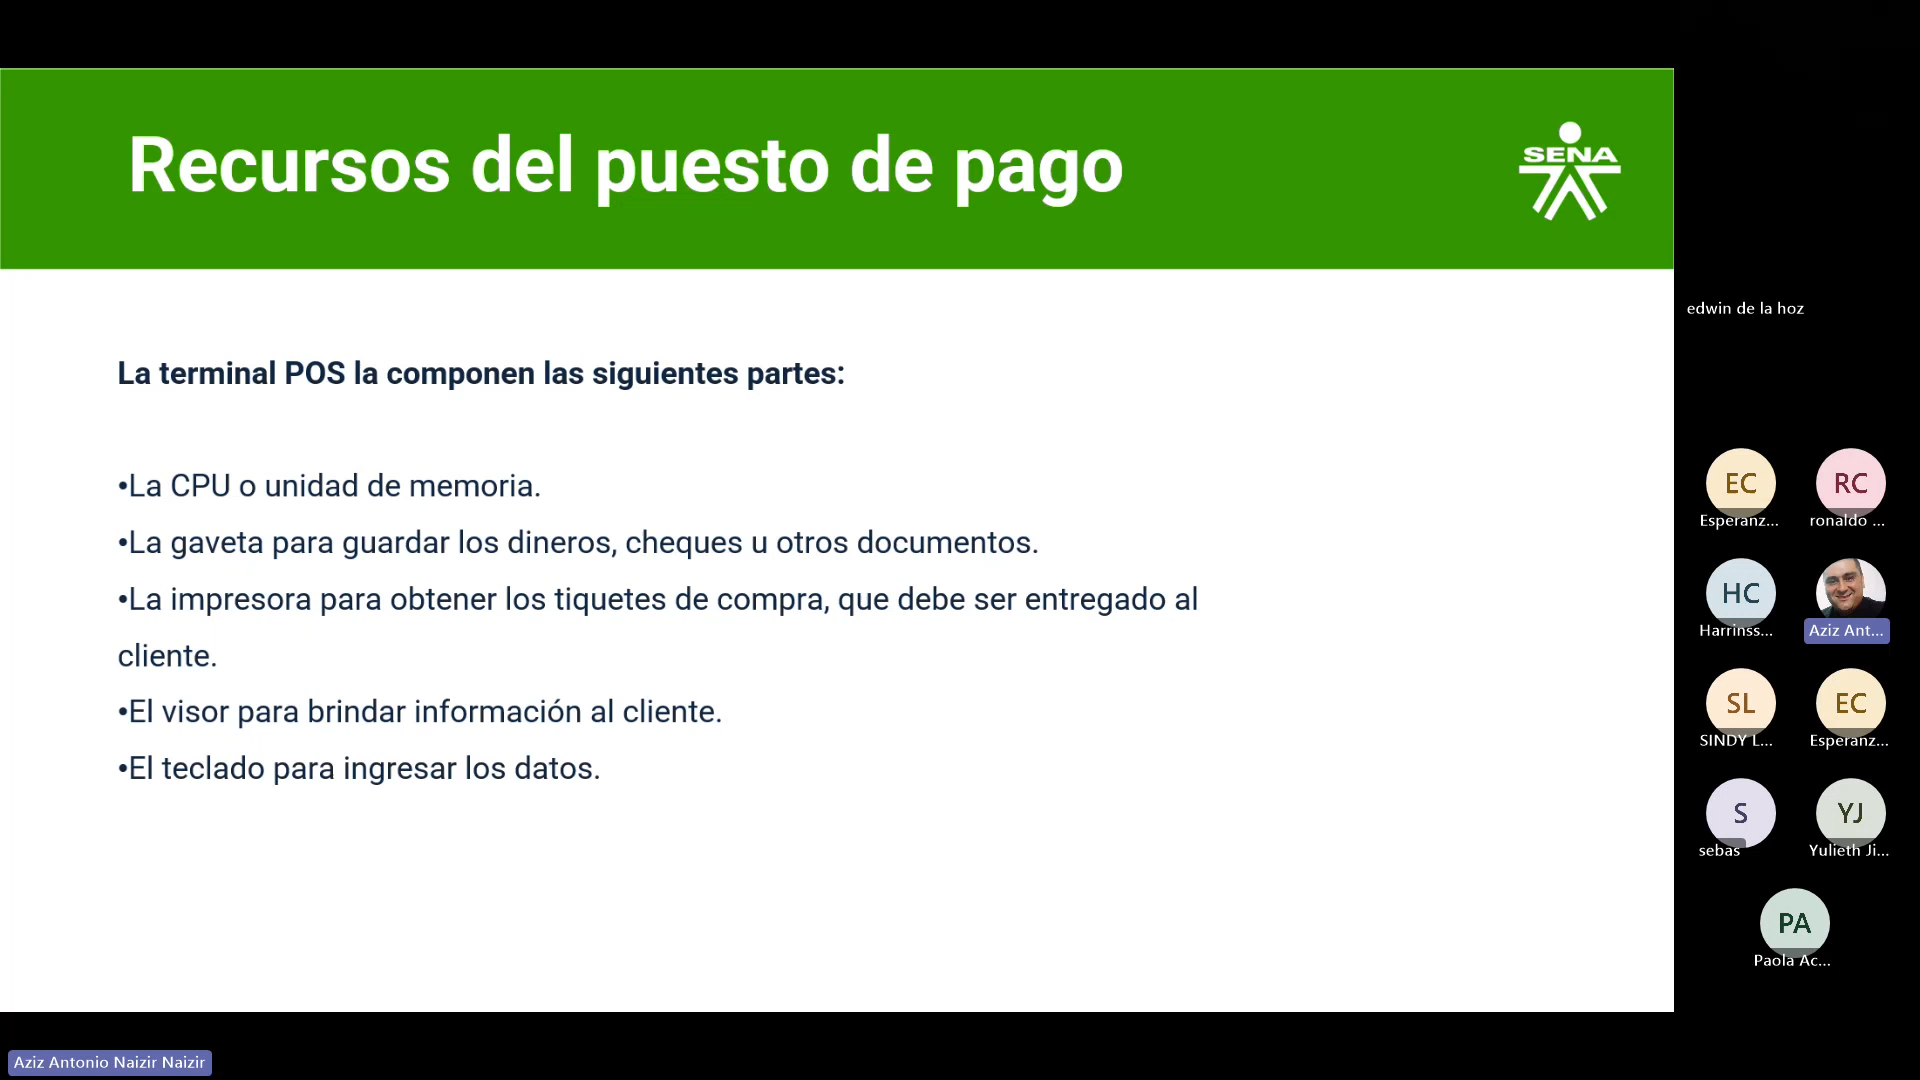 Recursos del puesto de pago
SENA
La terminal POS la componen las siguientes partes:
•La CPU o unidad de memoria.
•La gaveta para guardar los dineros, cheques u otros documentos.
•La impresora para obtener los tiquetes de compra, que debe ser entregado al
cliente.
•El visor para brindar información al cliente.
•El teclado para ingresar los datos.
edwin de la hoz
EC
RC
Esperanz...
ronaldo ...
HC
Harrinss...
Aziz Ant...
SL
EC
SINDY L...
Esperanz...
S
YJ
sebas
Yulieth Ji...
PA
Paola Ac...
Aziz Antonio Naizir Naizir